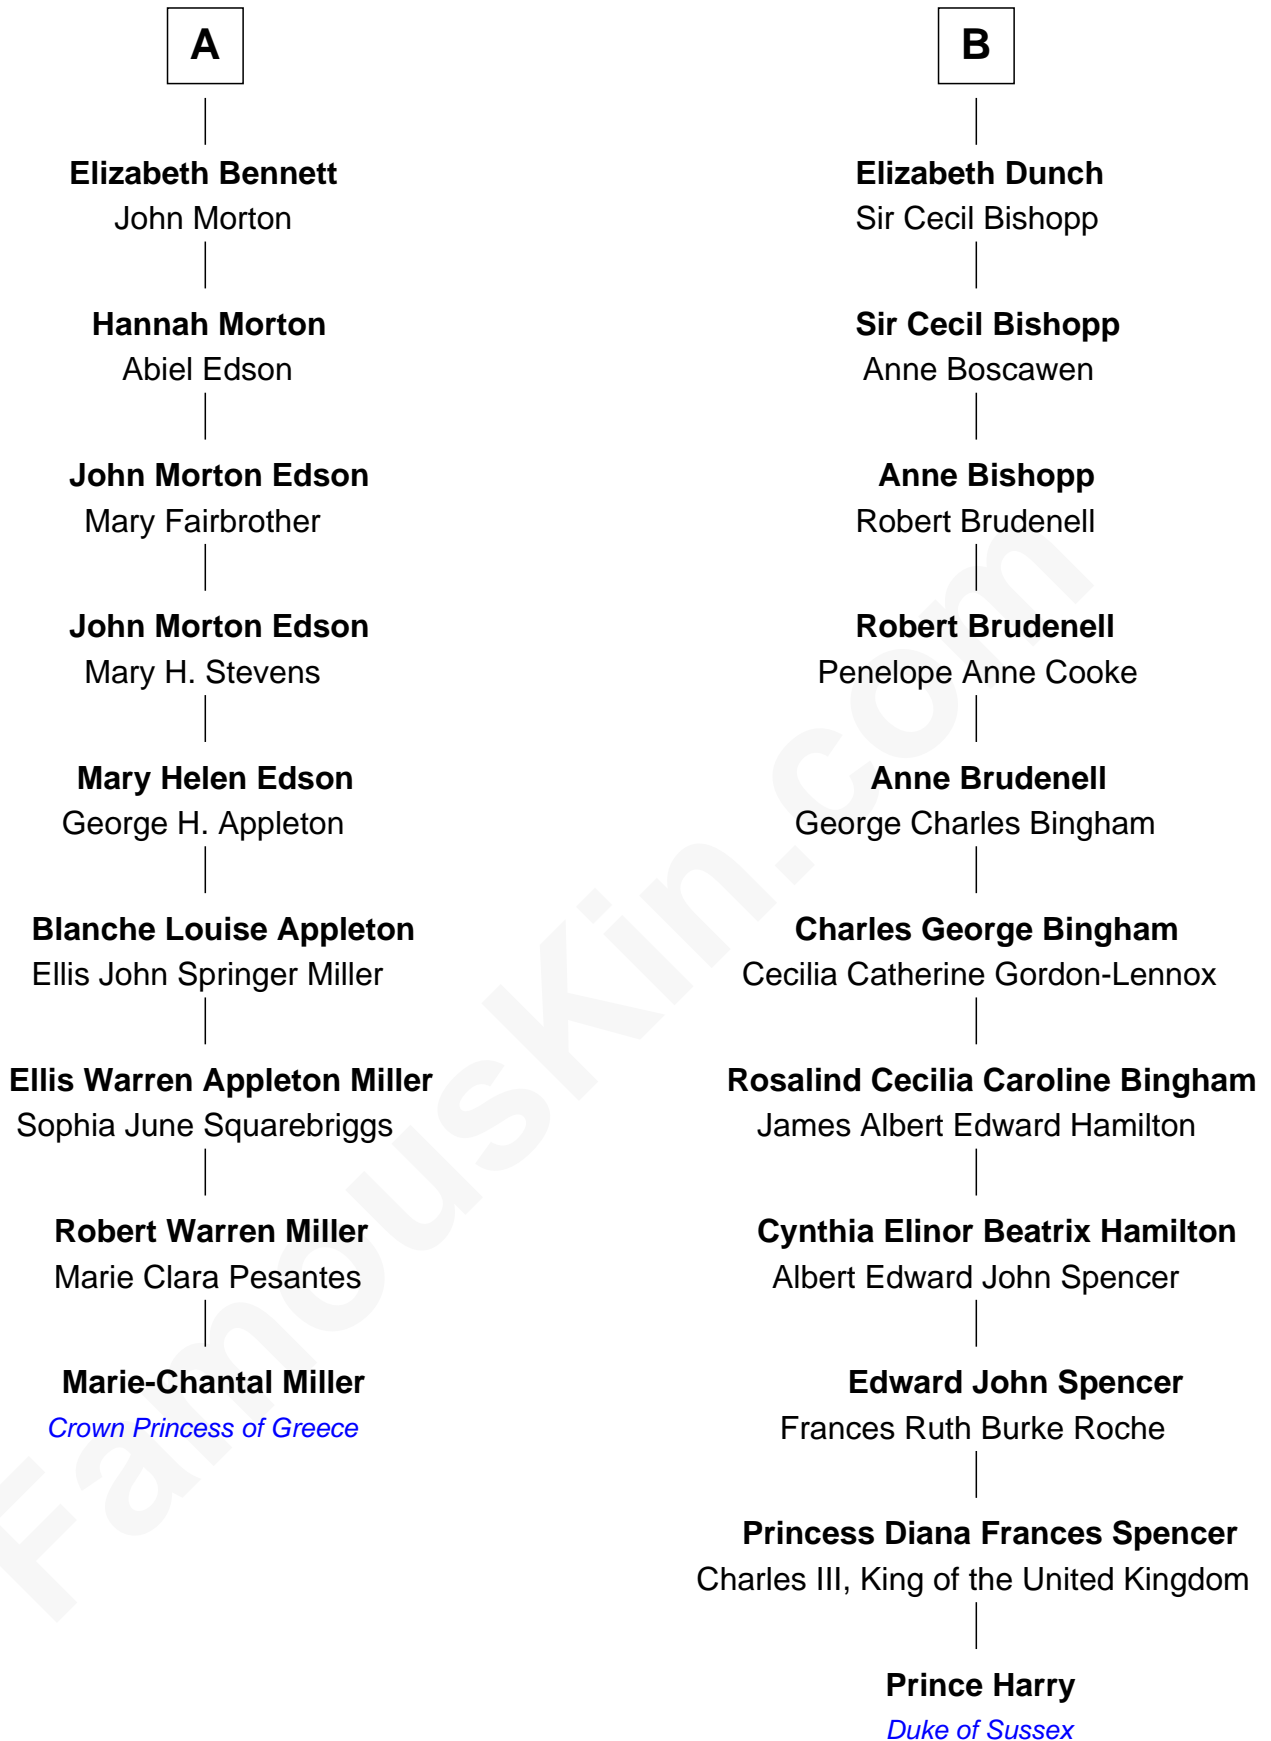 A
Elizabeth Bennett
John Morton
Hannah Morton
Abiel Edson
John Morton Edson
Mary Fairbrother
John Morton Edson
Mary H. Stevens
Mary Helen Edson
George H. Appleton
Blanche Louise Appleton
Ellis John Springer Miller
Ellis Warren Appleton Miller
Sophia June Squarebriggs
Robert Warren Miller
Marie Clara Pesantes
Marie-Chantal Miller
Crown Princess of Greece
B
Elizabeth Dunch
Sir Cecil Bishopp
Sir Cecil Bishopp
Anne Boscawen
Anne Bishopp
Robert Brudenell
Robert Brudenell
Penelope Anne Cooke
Anne Brudenell
George Charles Bingham
Charles George Bingham
Cecilia Catherine Gordon-Lennox
Rosalind Cecilia Caroline Bingham
James Albert Edward Hamilton
Cynthia Elinor Beatrix Hamilton
Albert Edward John Spencer
Edward John Spencer
Frances Ruth Burke Roche
Princess Diana Frances Spencer
Charles III, King of the United Kingdom
Prince Harry
Duke of Sussex
FamousKin.com